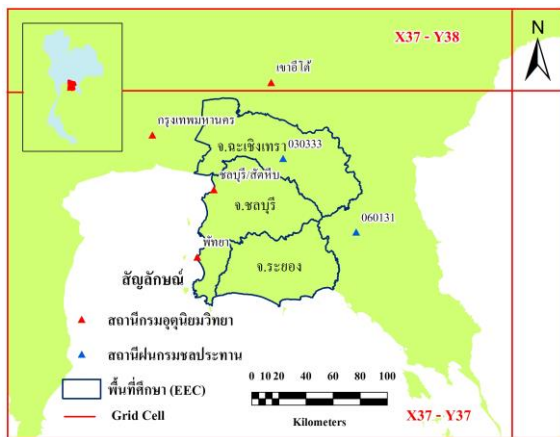 X37 - Y38
N
เขาอีโต้
กรุงเทพมหานคร
จ.ฉะเชิงเทรา
030333
ชลบุรี/สัตหีบ
จ.ชลบุรี
060131
พัทยา
จ.ระยอง
สัญลักษณ์
สถานีกรมอุตุนิยมวิทยา
สถานีฝนกรมชลประทาน
พื้นที่ศึกษา (EEC)
Grid Cell
0 10 20 40 60 80 100
Kilometers
X37 - Y37